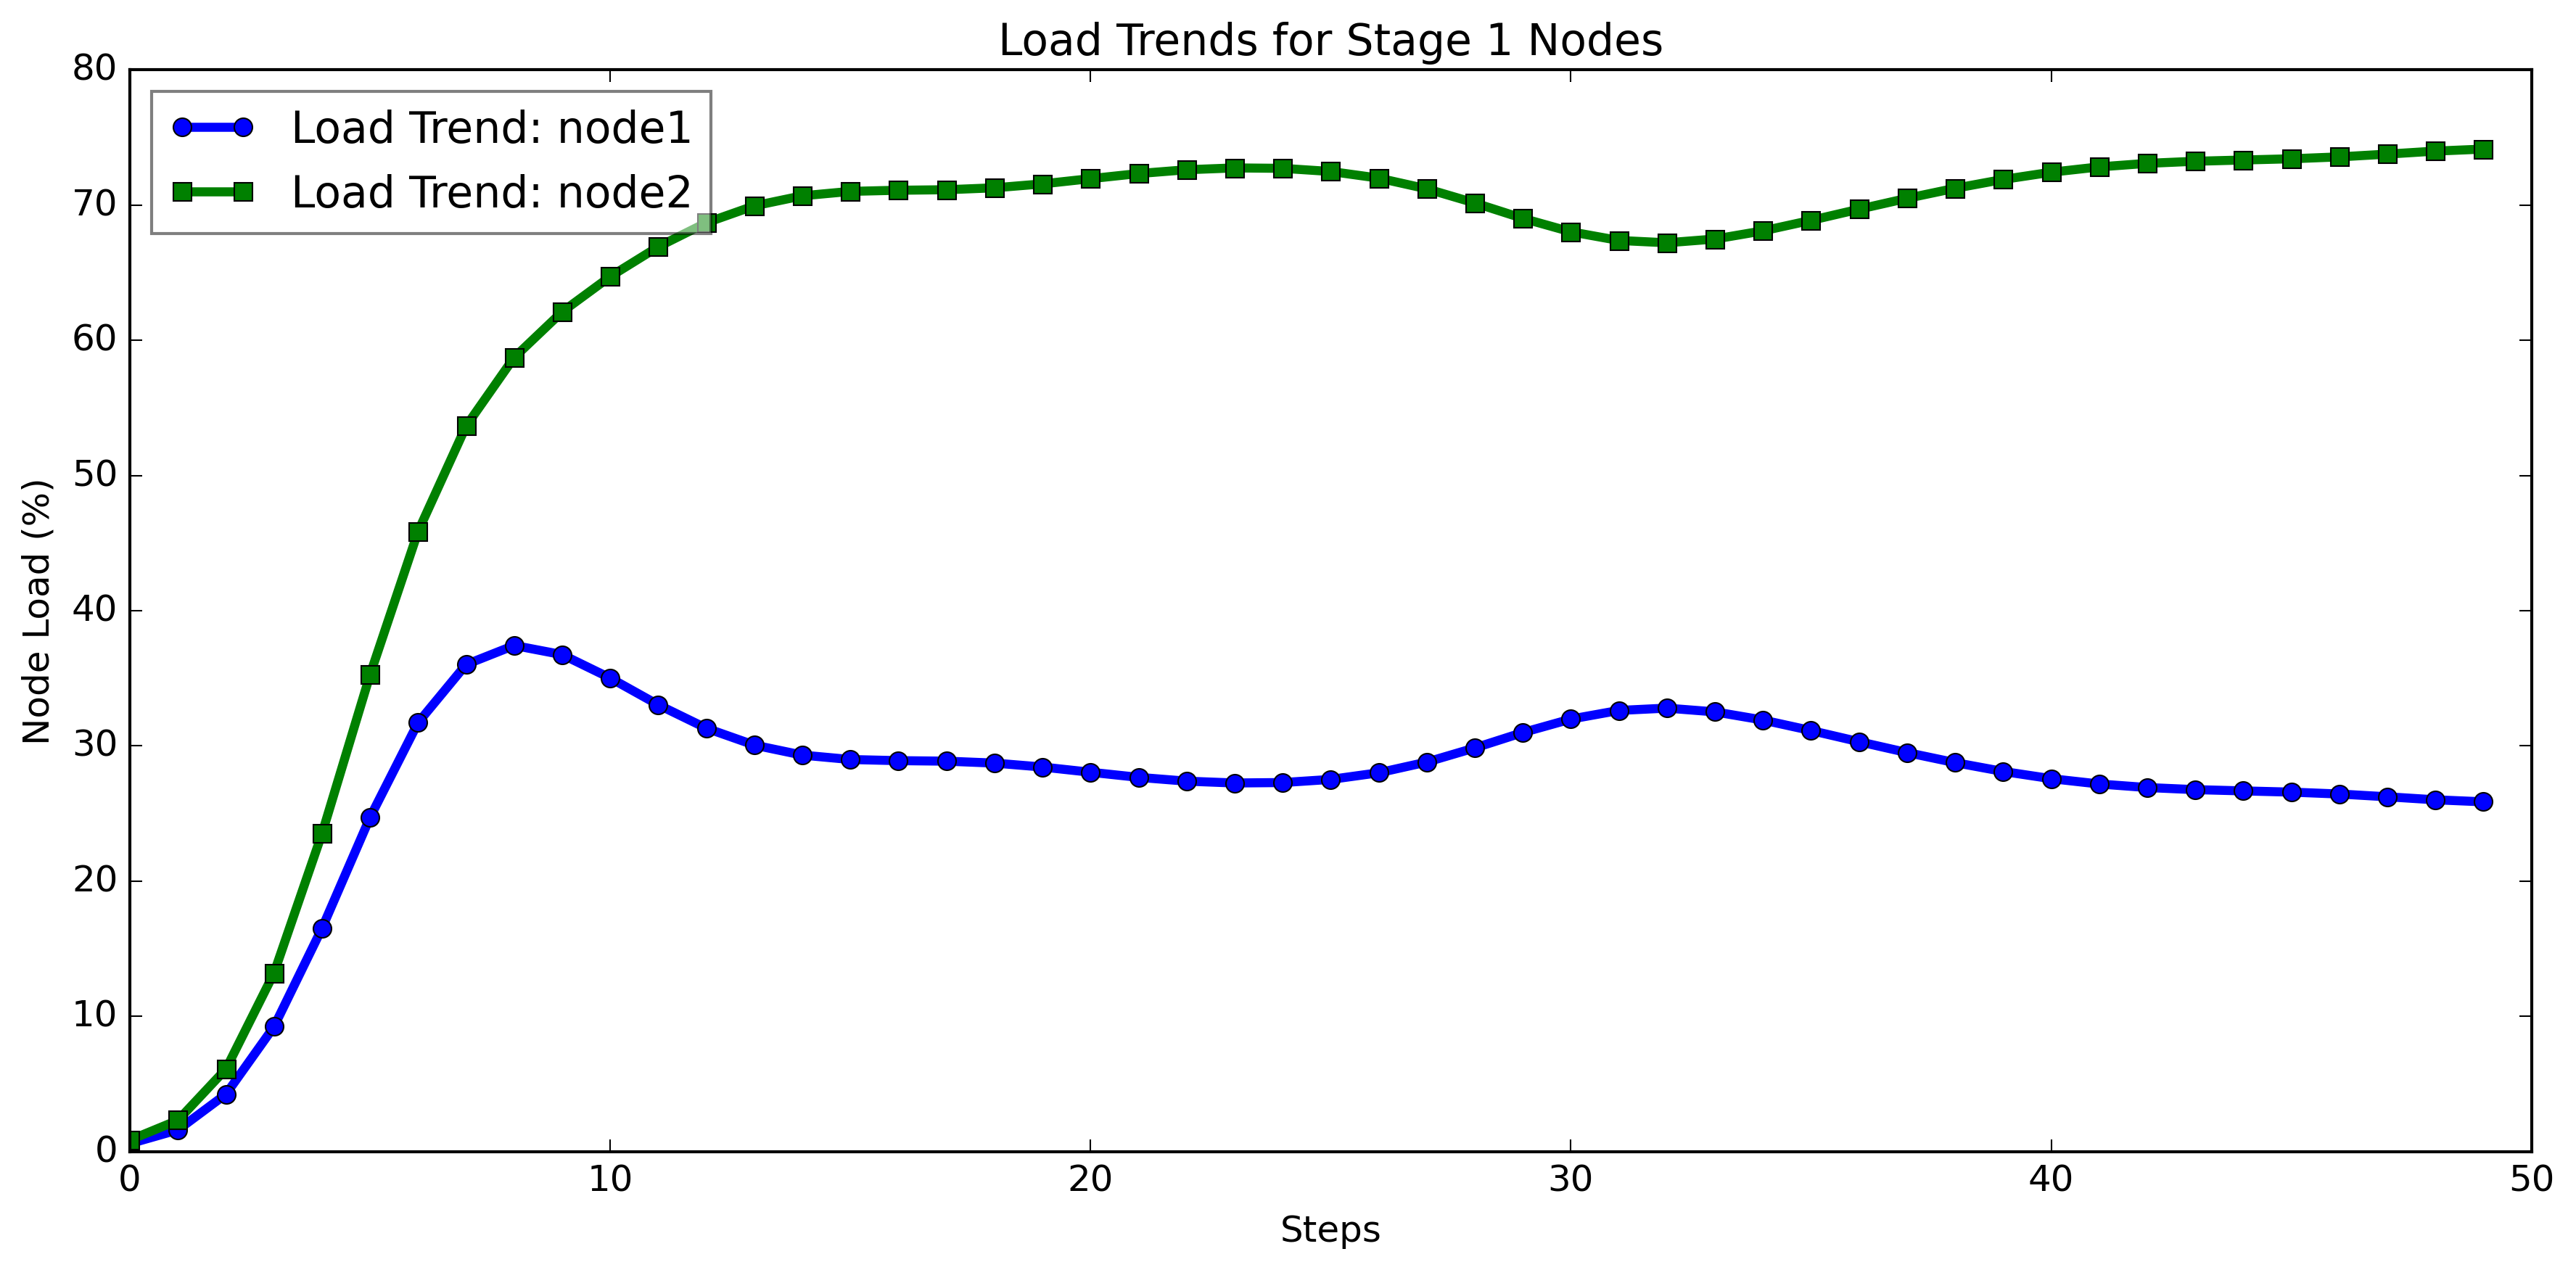 Load Trends for Stage 1 Nodes
Load Trend: node1
Load Trend: node2
Node Load (%)
80
70
60
50
40
30
20
10
0
0 10 20 30 40 50
Steps